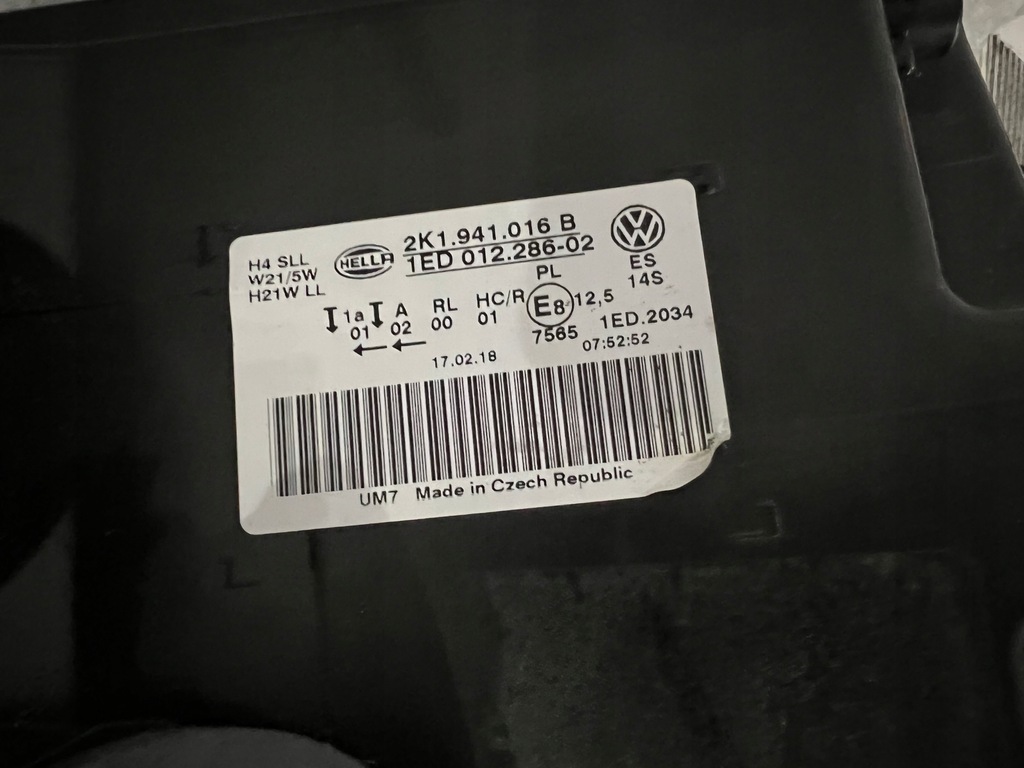 H4 SLL
W21/5W
H21W LL
HELLA
2K1.941.016 B
1ED 012.286-02
VW
ES
14S
1a
01
A
02
RL
00
HC/R
01
PL
E8
12,5
7565
1ED.2034
17.02.18
07:52:52
UM7 Made in Czech Republic